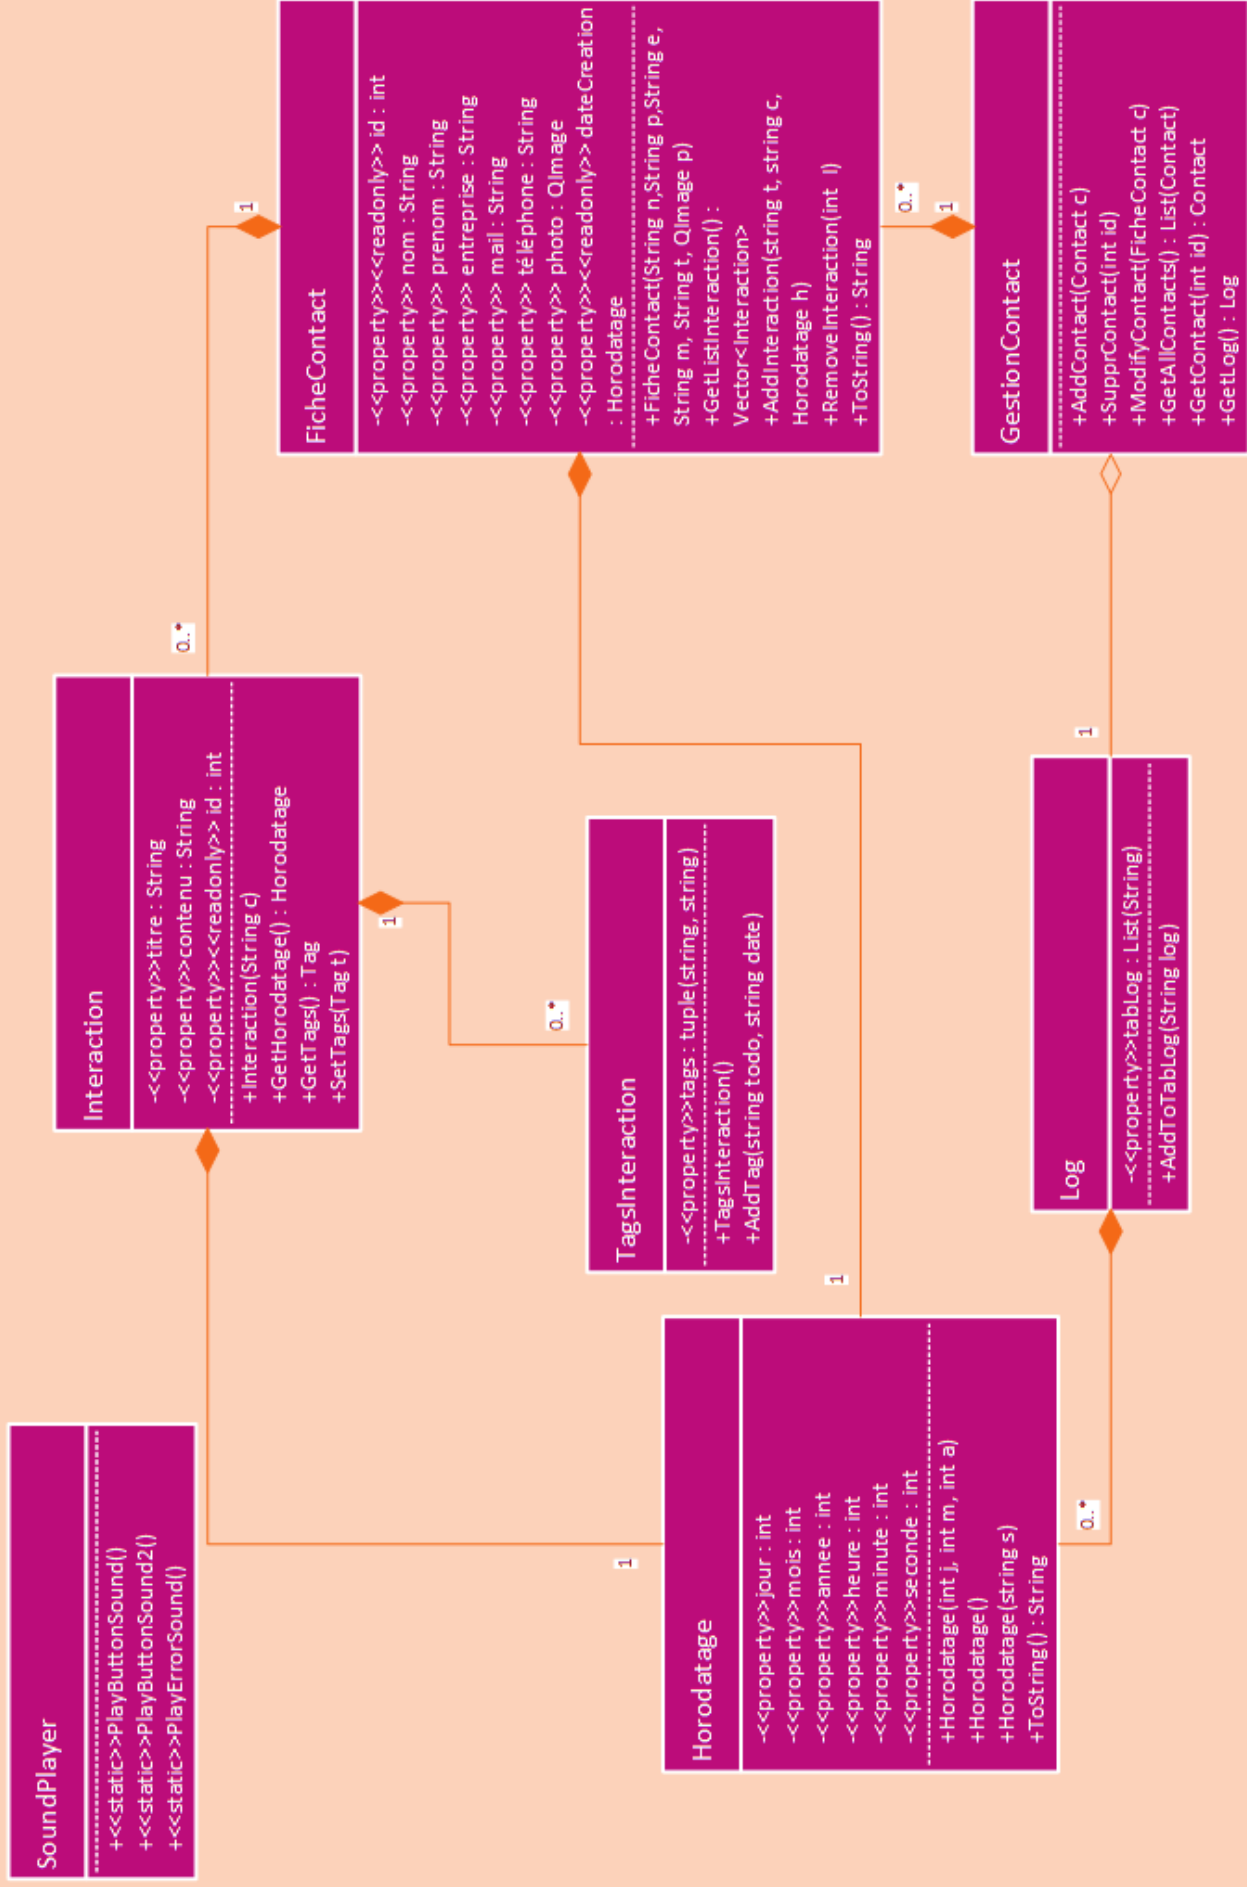 SoundPlayer
+<<static>>PlayButtonSound()
+<<static>>PlayButtonSound2()
+<<static>>PlayErrorSound()
Interaction
-<<property>>titre : String
-<<property>>contenu : String
-<<property>><<readonly>> id : int
+Interaction(String c)
+GetHorodatage() : Horodatage
+GetTags() : Tag
+SetTags(Tag t)
0..*
1
FicheContact
-<<property>><<readonly>> id : int
-<<property>> nom : String
-<<property>> prenom : String
-<<property>> entreprise : String
-<<property>> mail : String
-<<property>> téléphone : String
-<<property>> photo : QImage
-<<property>><<readonly>> dateCreation
: Horodatage
+FicheContact(String n,String p,String e,
String m, String t, QImage p)
+GetListInteraction() :
Vector<Interaction>
+AddInteraction(string t, string c,
Horodatage h)
+RemoveInteraction(int I)
+ToString() : String
1
0..*
TagsInteraction
-<<property>>tags : tuple(string, string)
+TagsInteraction()
+AddTag(string todo, string date)
1
1
Horodatage
-<<property>>jour : int
-<<property>>mois : int
-<<property>>annee : int
-<<property>>heure : int
-<<property>>minute : int
-<<property>>seconde : int
+Horodatage(int j, int m, int a)
+Horodatage()
+Horodatage(string s)
+ToString() : String
0..*
Log
-<<property>>tabLog : List(String)
+AddToTabLog(String log)
1
0..*
1
GestionContact
+AddContact(Contact c)
+SupprContact(int id)
+ModifyContact(FicheContact c)
+GetAllContacts() : List(Contact)
+GetContact(int id) : Contact
+GetLog() : Log